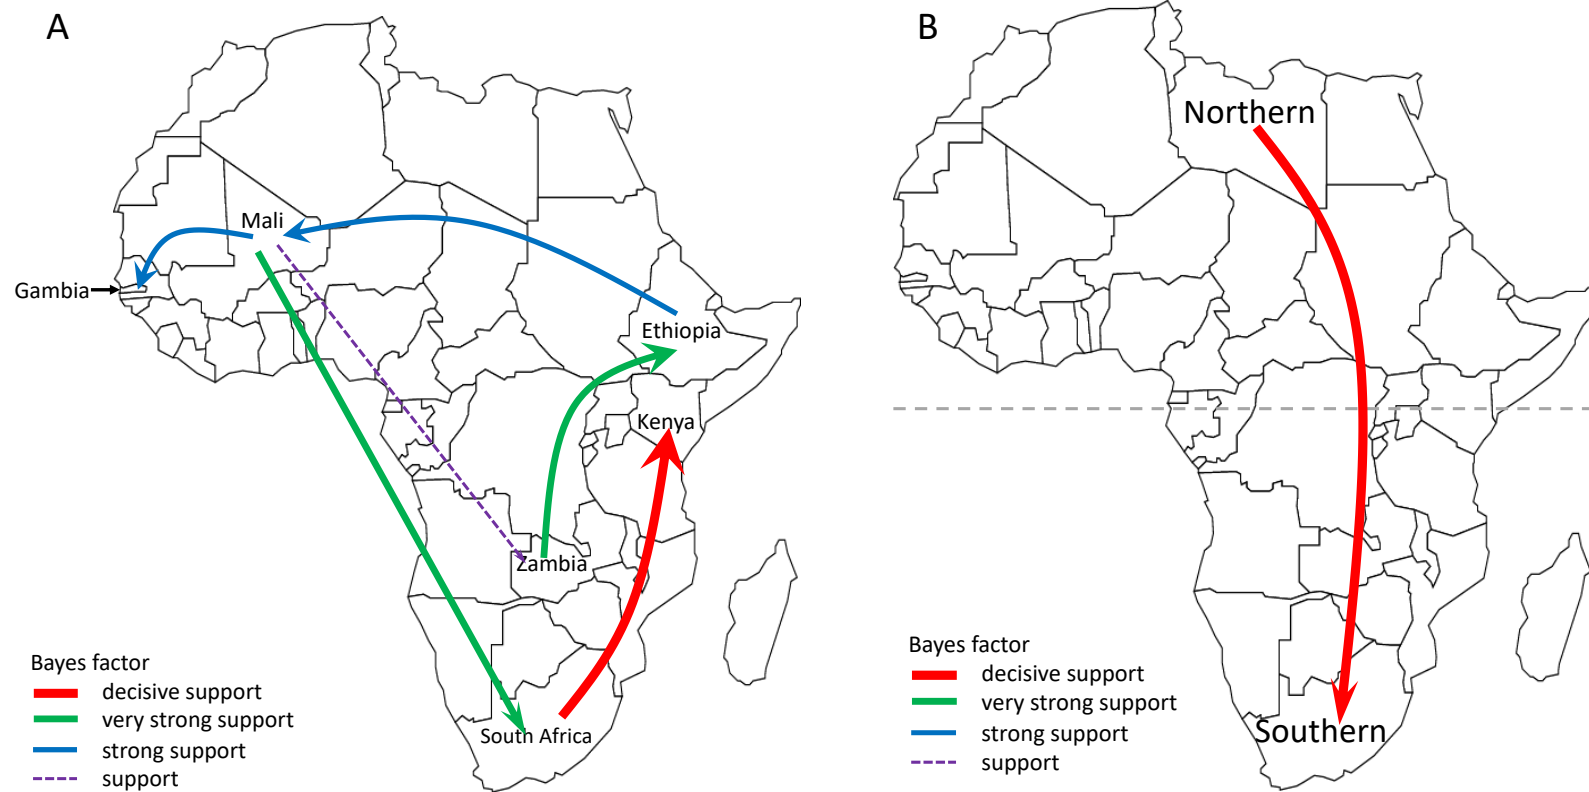 A
Mali
Gambia
Ethiopia
Kenya
Zambia
South Africa
Bayes factor
decisive support
very strong support
strong support
support
B
Northern
Southern
Bayes factor
decisive support
very strong support
strong support
support